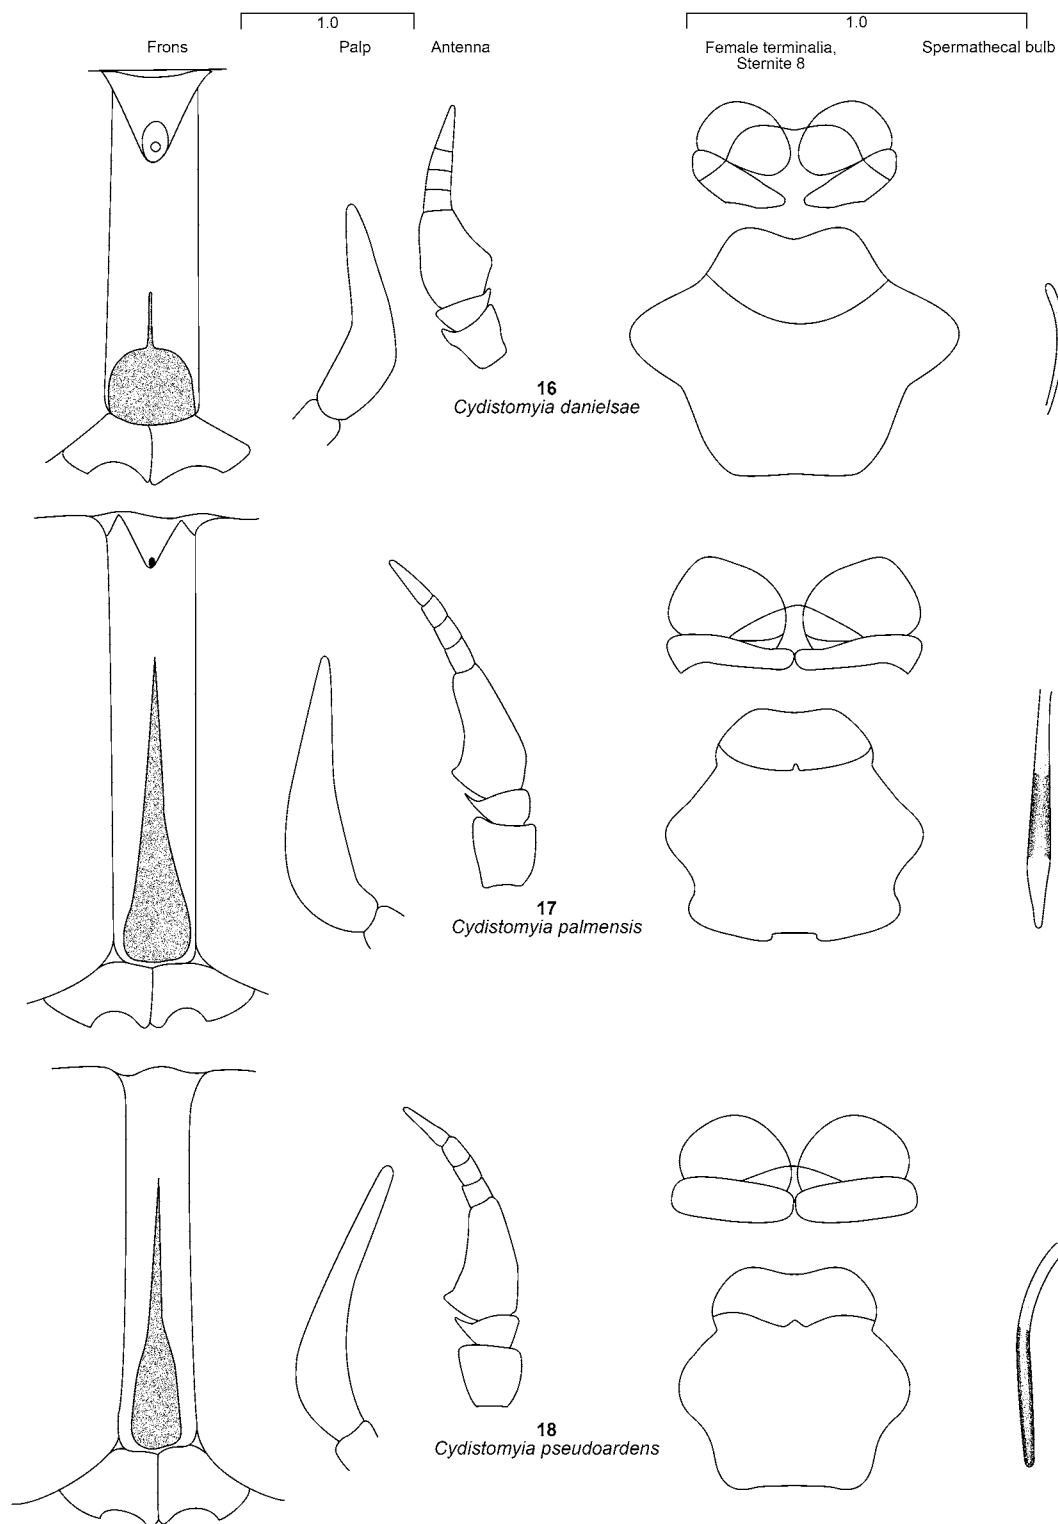 1.0
1.0
Frons
Palp
Antenna
Female terminalia,
Sternite 8
Spermathecal bulb
16
Cydistomyia danielsae
17
Cydistomyia palmensis
18
Cydistomyia pseudoardens